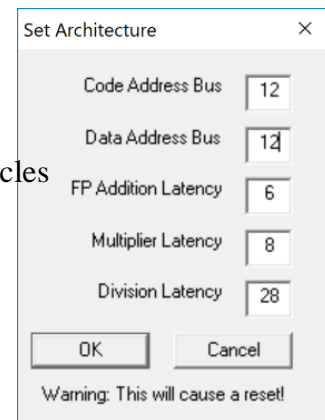 Set Architecture
Code Address Bus 12
Data Address Bus 12
cles
FP Addition Latency 6
Multiplier Latency 8
Division Latency 28
OK Cancel
Warning: This will cause a reset!